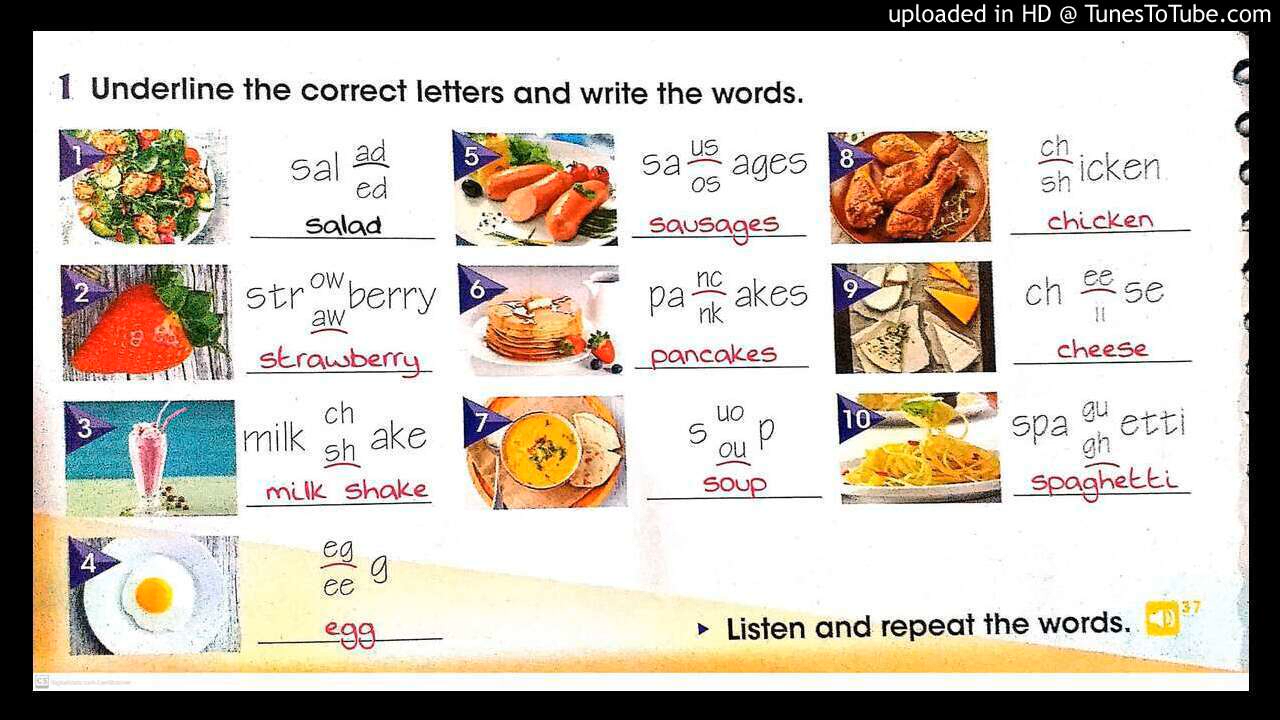 uploaded in HD @ TunesToTube.com
1 Underline the correct letters and write the words.
1
sal ad
ed
salad
2
str ow berry
aw
strawberry
3
milk ch ake
sh
milk shake
4
eg g
ee
egg
5
sa us ages
os
sausages
6
pa nc akes
nk
pancakes
7
s uo p
ou
soup
8
ch icken
sh
chicken
9
ch ee se
ii
cheese
10
spa gu etti
gh
spaghetti
Listen and repeat the words. 37
CS